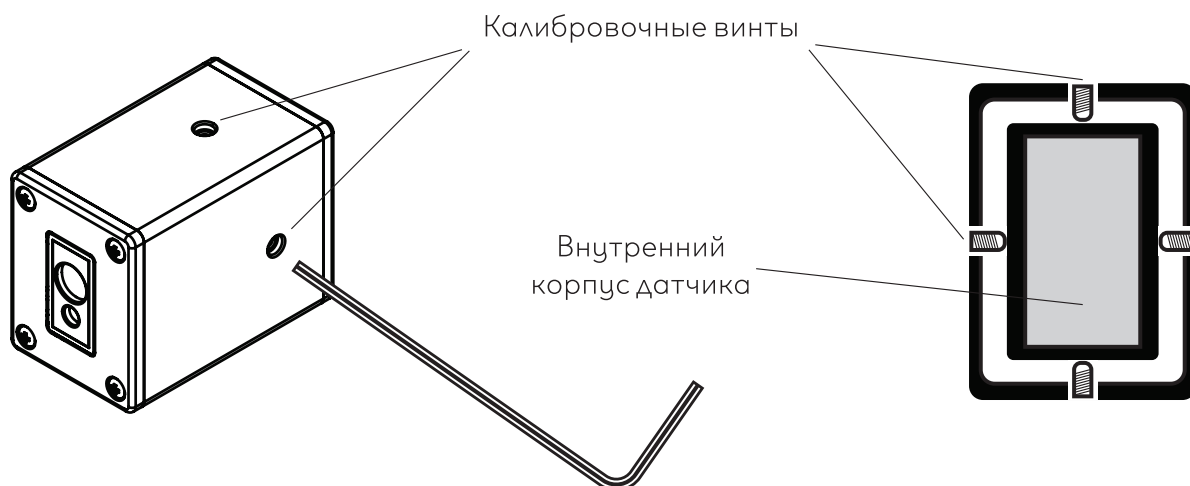 Калибровочные винты
Внутренний
корпус датчика